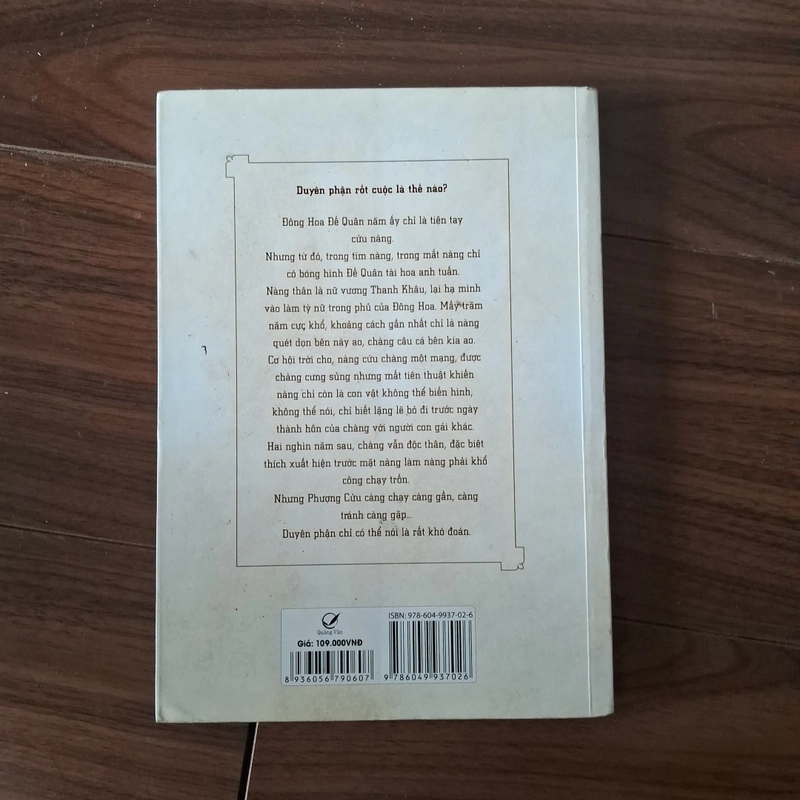 Duyên phận rốt cuộc là thế nào?
Đông Hoa Đế Quân năm ấy chỉ là tiện tay
cứu nàng.
Nhưng từ đó, trong tim nàng, trong mắt nàng chỉ
có bóng hình Đế Quân tài hoa anh tuấn.
Nàng thân là nữ vương Thanh Khâu, lại hạ mình
vào làm tỳ nữ trong phủ của Đông Hoa. Mấy trăm
năm cực khổ, khoảng cách gần nhất chỉ là nàng
quét dọn bên này ao, chàng câu cá bên kia ao.
Cơ hội trời cho, nàng cứu chàng một mạng, được
chàng cưng sủng nhưng mất tiên thuật khiến
nàng chỉ còn là con vật không thể biến hình,
không thể nói, chỉ biết lặng lẽ bỏ đi trước ngày
thành hôn của chàng với người con gái khác.
Hai nghìn năm sau, chàng vẫn độc thân, đặc biệt
thích xuất hiện trước mặt nàng làm nàng phải khổ
công chạy trốn.
Nhưng Phượng Cửu càng chạy càng gần, càng
tránh càng gặp...
Duyên phận chỉ có thể nói là rất khó đoán.
Quảng Văn
Giá: 109.000VNĐ
8 936056 790607
ISBN: 978-604-9937-02-6
9 786049 937026